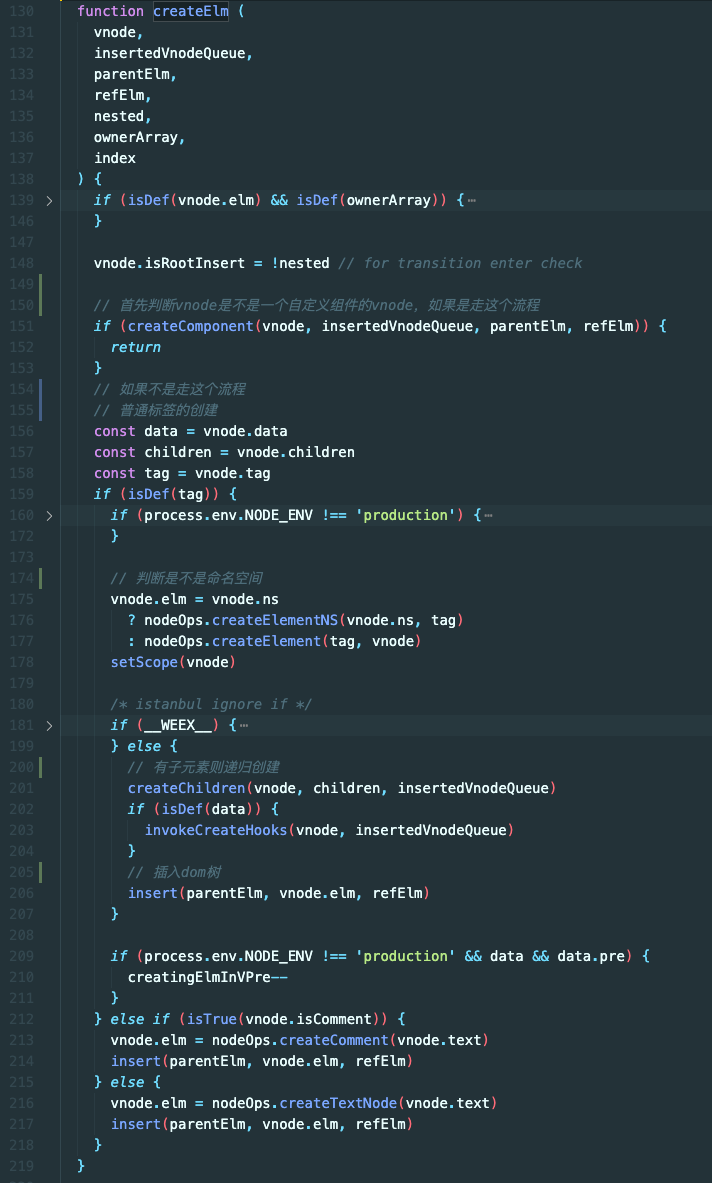 130 function createElm (
131 vnode,
132 insertedVnodeQueue,
133 parentElm,
134 refElm,
135 nested,
136 ownerArray,
137 index
138 ) {
139 if (isDef(vnode.elm) && isDef(ownerArray)) {⋯
146 }
147
148 vnode.isRootInsert = !nested // for transition enter check
149
150 // 首先判断vnode是不是一个自定义组件的vnode，如果是走这个流程
151 if (createComponent(vnode, insertedVnodeQueue, parentElm, refElm)) {
152 return
153 }
154 // 如果不是走这个流程
155 // 普通标签的创建
156 const data = vnode.data
157 const children = vnode.children
158 const tag = vnode.tag
159 if (isDef(tag)) {
160 if (process.env.NODE_ENV !== 'production') {⋯
172 }
173
174 // 判断是不是命名空间
175 vnode.elm = vnode.ns
176 ? nodeOps.createElementNS(vnode.ns, tag)
177 : nodeOps.createElement(tag, vnode)
178 setScope(vnode)
179
180 /* istanbul ignore if */
181 if (__WEEX__) {⋯
199 } else {
200 // 有子元素则递归创建
201 createChildren(vnode, children, insertedVnodeQueue)
202 if (isDef(data)) {
203 invokeCreateHooks(vnode, insertedVnodeQueue)
204 }
205 // 插入dom树
206 insert(parentElm, vnode.elm, refElm)
207 }
208
209 if (process.env.NODE_ENV !== 'production' && data && data.pre) {
210 creatingElmInVPre--
211 }
212 } else if (isTrue(vnode.isComment)) {
213 vnode.elm = nodeOps.createComment(vnode.text)
214 insert(parentElm, vnode.elm, refElm)
215 } else {
216 vnode.elm = nodeOps.createTextNode(vnode.text)
217 insert(parentElm, vnode.elm, refElm)
218 }
219 }